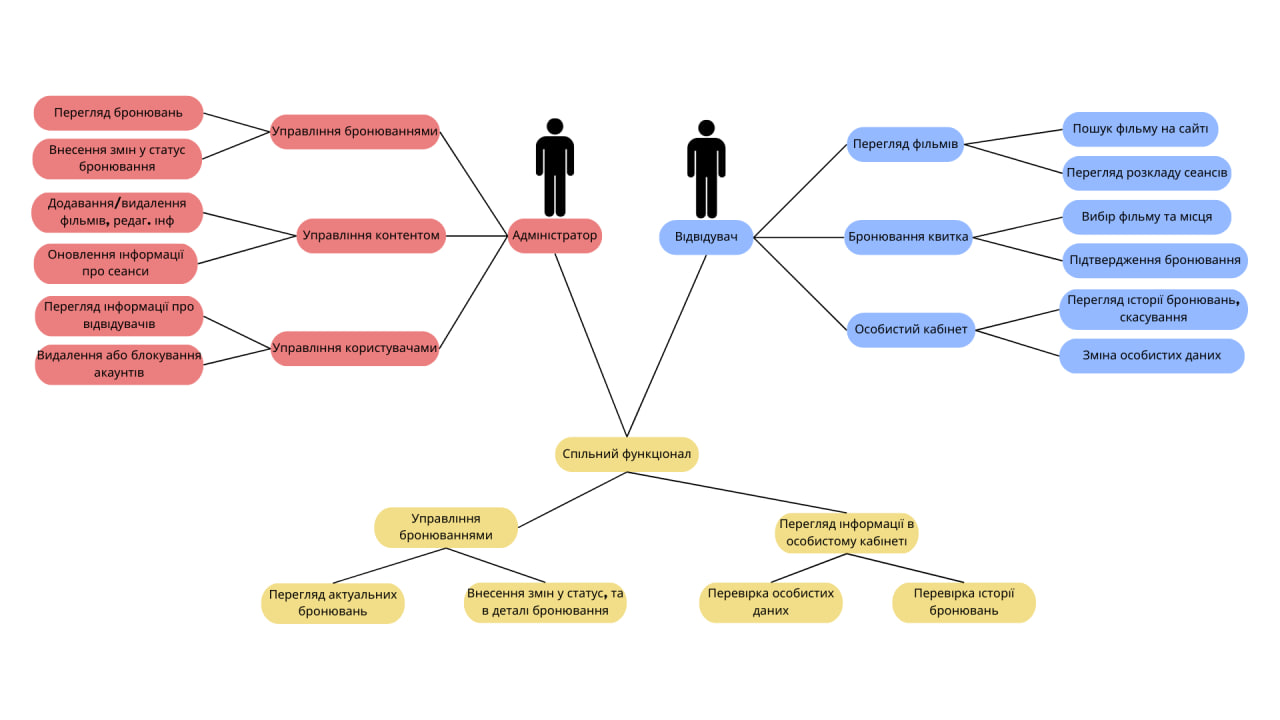 Перегляд бронювань
Внесення змін у статус
бронювання
Додавання/видалення
фільмів, редаг. інф
Оновлення інформації
про сеанси
Перегляд інформації про
відвідувачів
Видалення або блокування
акаунтів
Управління бронюваннями
Управління контентом
Управління користувачами
Адміністратор
Відвідувач
Перегляд фільмів
Бронювання квитка
Особистий кабінет
Пошук фільму на сайті
Перегляд розкладу сеансів
Вибір фільму та місця
Підтвердження бронювання
Перегляд історії бронювань,
скасування
Зміна особистих даних
Спільний функціонал
Управління
бронюваннями
Перегляд інформації в
особистому кабінеті
Перегляд актуальних
бронювань
Внесення змін у статус, та
в деталі бронювання
Перевірка особистих
даних
Перевірка історії
бронювань